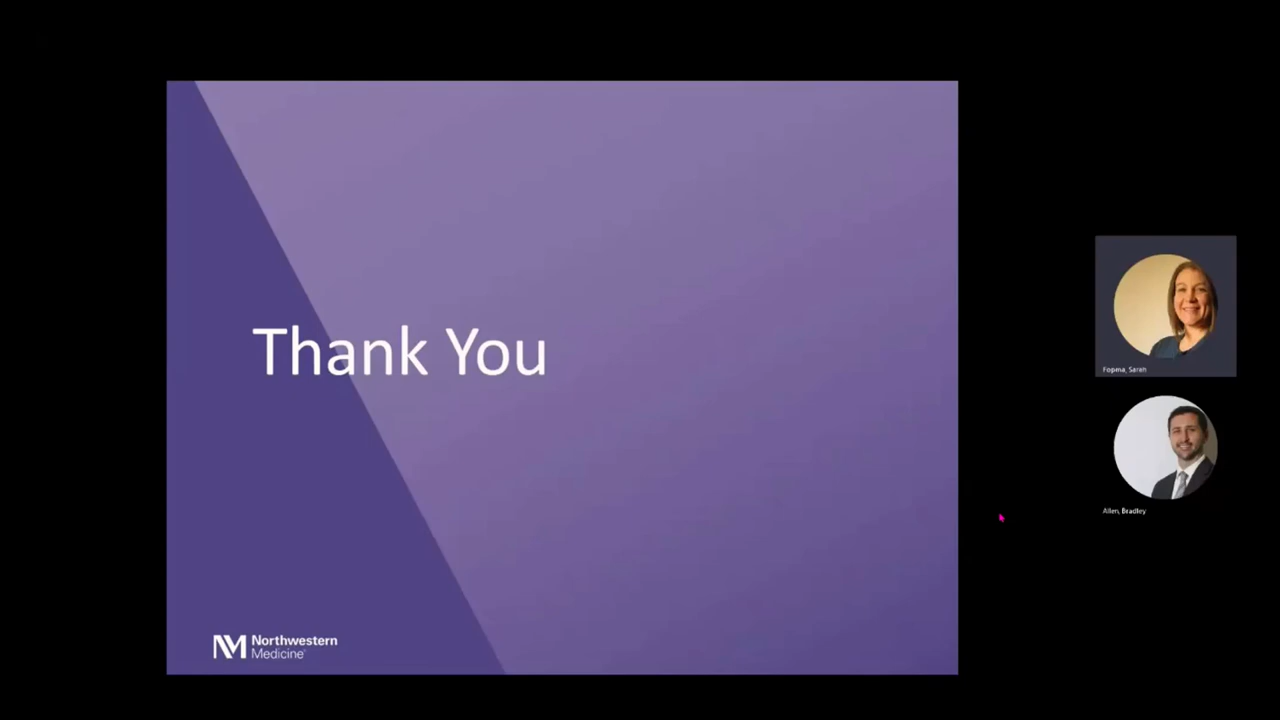 Thank You
Northwestern
Medicine
Fopma, Sarah
Allen, Bradley